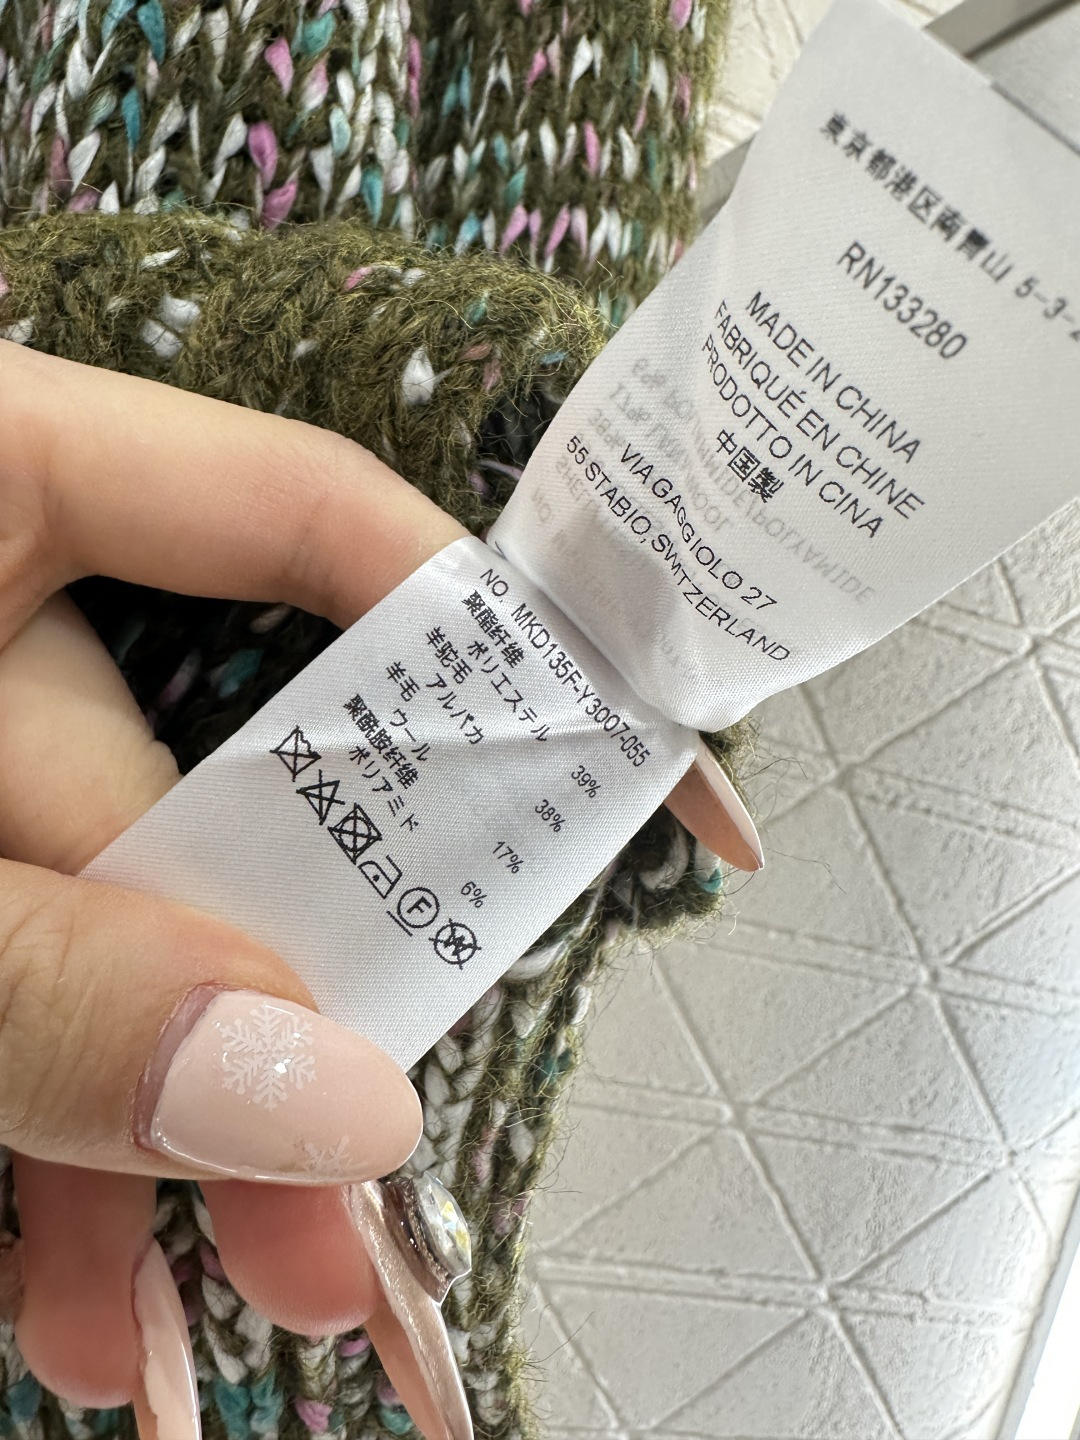 東京都港区南青山 5-3-
RN133280
MADE IN CHINA
FABRIQUÉ EN CHINE
PRODOTTO IN CINA
中国製
VIA GAGGIOLO 27
55 STABIO, SWITZERLAND
NO. MKD135F-Y3007-055
聚酯纤维 ポリエステル 39%
羊驼毛 アルパカ 38%
羊毛 ウール 17%
聚酰胺纤维 ポリアミド 6%
F
W